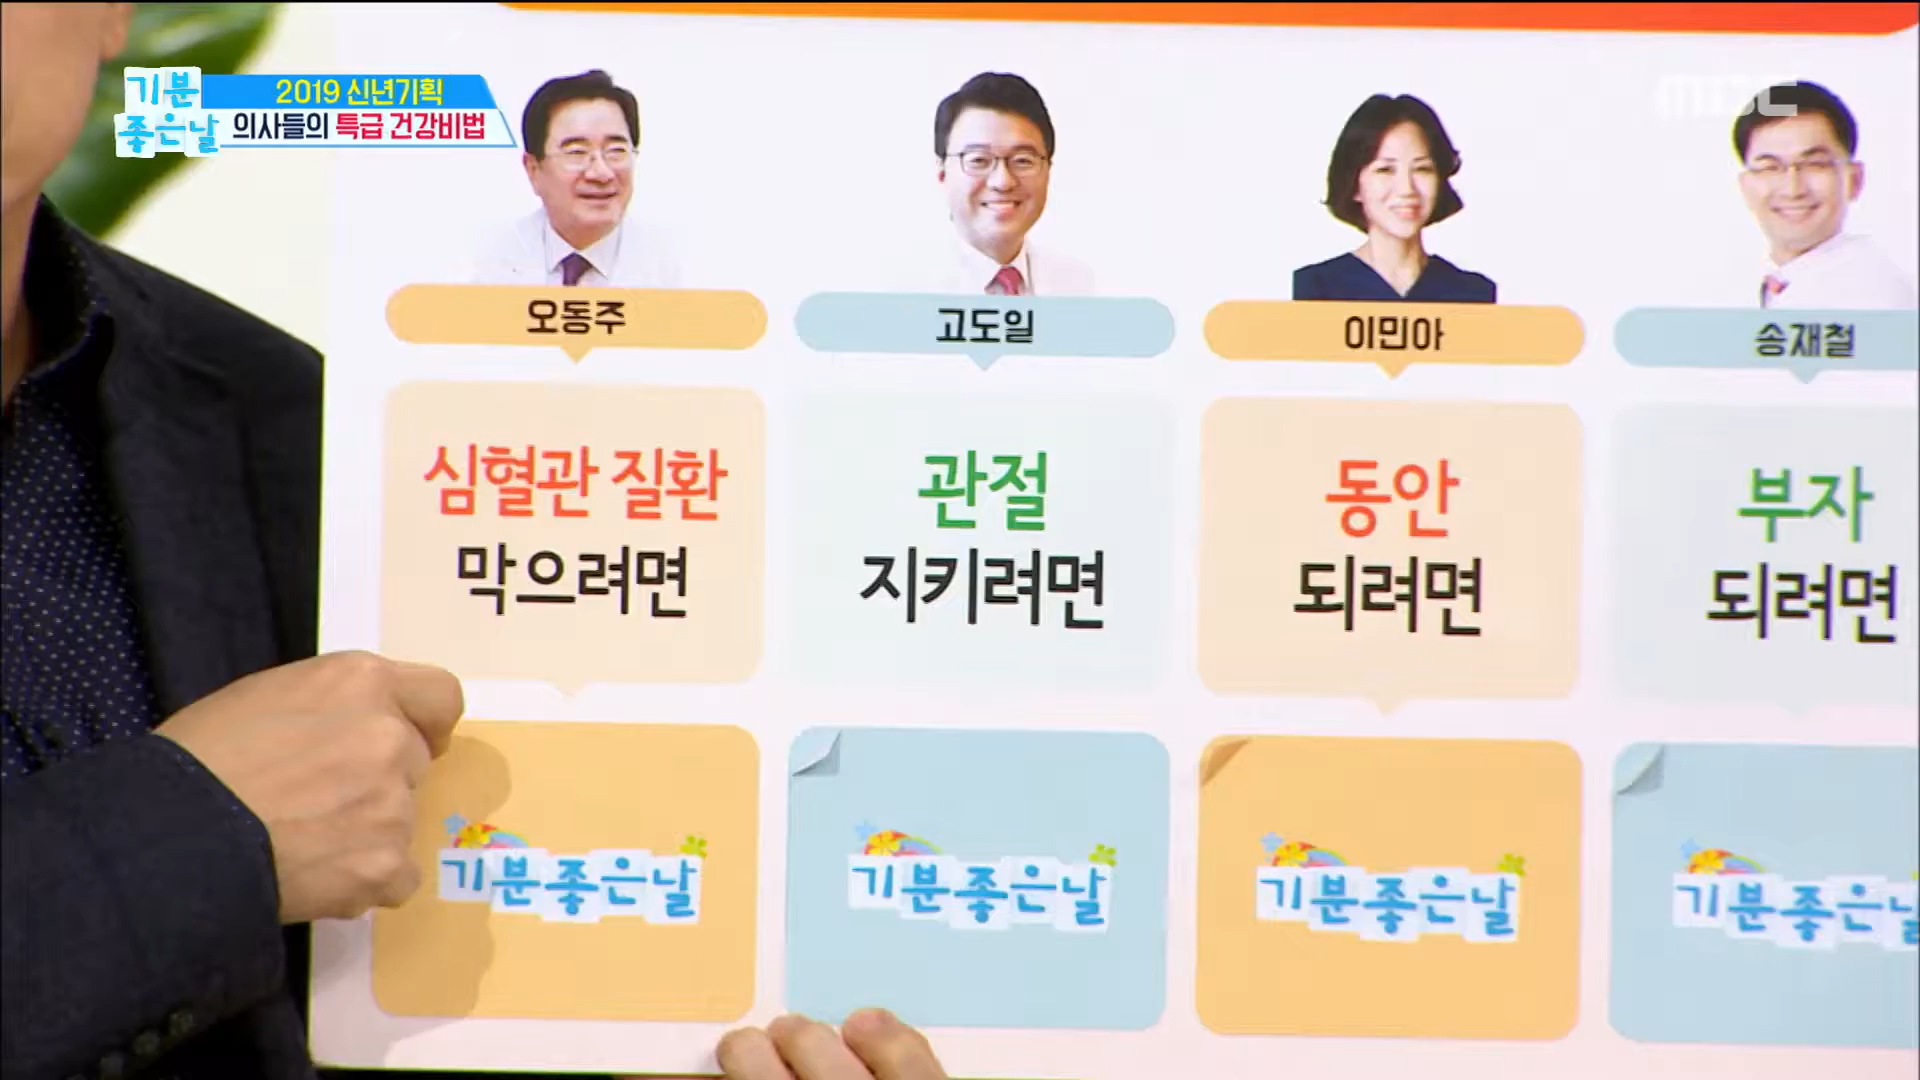 기분
좋은날
2019 신년기획
의사들의 특급 건강비법
MBC
오동주
고도일
이민아
송재철
심혈관 질환
막으려면
관절
지키려면
동안
되려면
부자
되려면
기분좋은날
기분좋은날
기분좋은날
기분좋은날